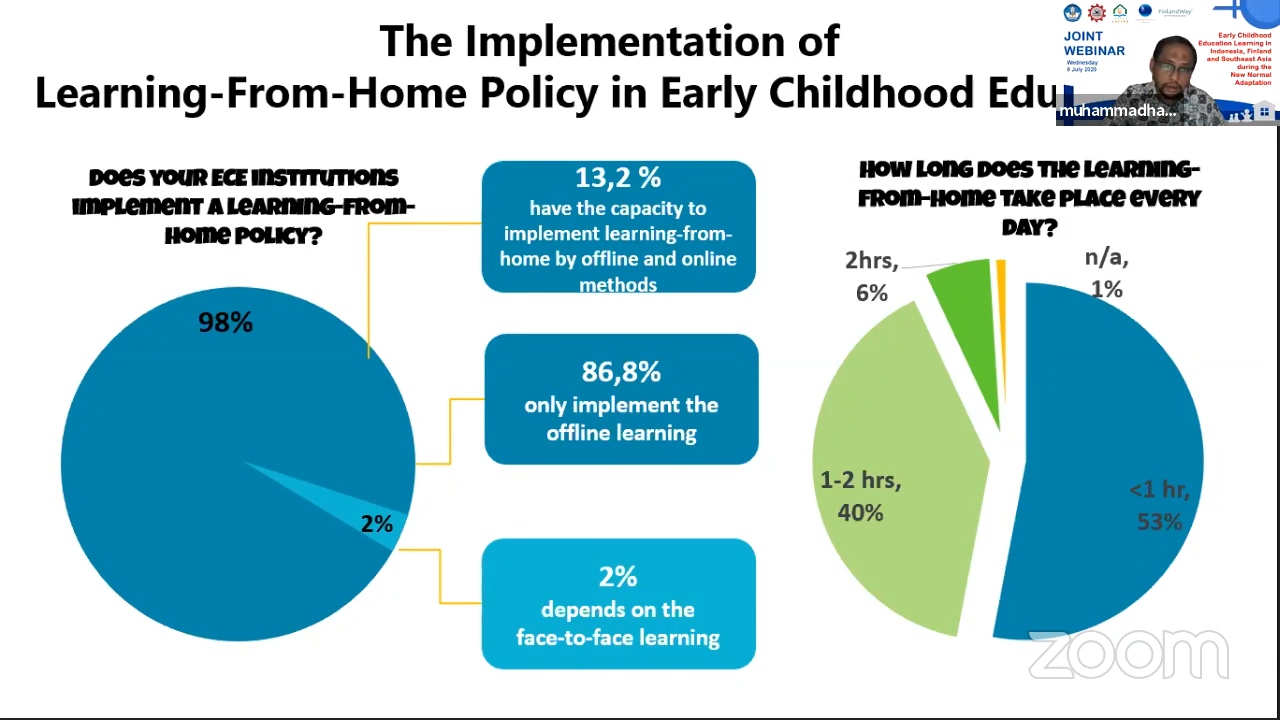 The Implementation of
Learning-From-Home Policy in Early Childhood Edu
FinlandWay
JOINT
WEBINAR
Wednesday
8 July 2020
Early Childhood
Education Learning in
Indonesia, Finland
and Southeast Asia
during the
New Normal
Adaptation
muhammadha...
DOES YOUR ECE INSTITUTIONS
IMPLEMENT A LEARNING-FROM-
HOME POLICY?
98%
2%
13,2 %
have the capacity to
implement learning-from-
home by offline and online
methods
86,8%
only implement the
offline learning
2%
depends on the
face-to-face learning
HOW LONG DOES THE LEARNING-
FROM-HOME TAKE PLACE EVERY
DAY?
2hrs,
6%
n/a,
1%
1-2 hrs,
40%
<1 hr,
53%
zoom